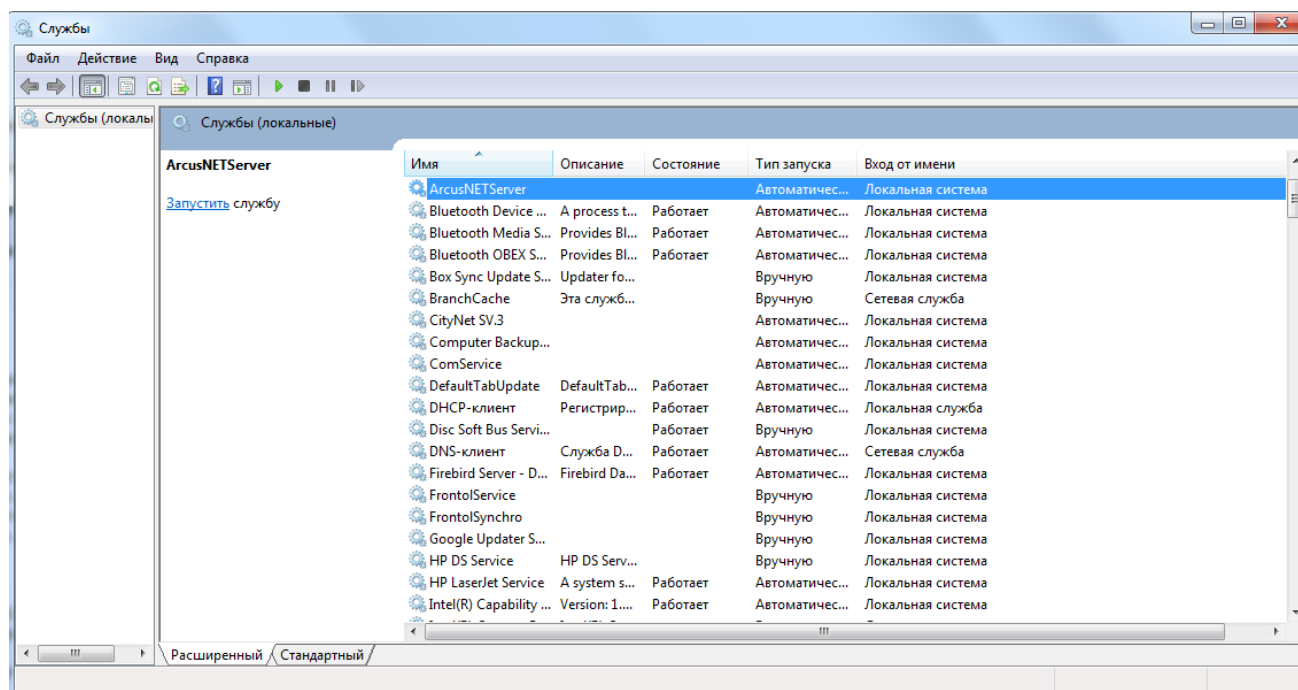 Службы
Файл Действие Вид Справка
Службы (локалы
Службы (локальные)
ArcusNETServer
Запустить службу
Имя Описание Состояние Тип запуска Вход от имени
ArcusNETServer Автоматичес... Локальная система
Bluetooth Device ... A process t... Работает Автоматичес... Локальная система
Bluetooth Media S... Provides Bl... Работает Автоматичес... Локальная система
Bluetooth OBEX S... Provides Bl... Работает Автоматичес... Локальная система
Box Sync Update S... Updater fo... Вручную Локальная система
BranchCache Эта служб... Вручную Сетевая служба
CityNet SV.3 Автоматичес... Локальная система
Computer Backup... Автоматичес... Локальная система
ComService Автоматичес... Локальная система
DefaultTabUpdate DefaultTab... Работает Автоматичес... Локальная система
DHCP-клиент Регистрир... Работает Автоматичес... Локальная служба
Disc Soft Bus Servi... Работает Вручную Локальная система
DNS-клиент Служба D... Работает Автоматичес... Сетевая служба
Firebird Server - D... Firebird Da... Работает Автоматичес... Локальная система
FrontolService Вручную Локальная система
FrontolSynchro Вручную Локальная система
Google Updater S... Вручную Локальная система
HP DS Service HP DS Serv... Вручную Локальная система
HP LaserJet Service A system s... Работает Автоматичес... Локальная система
Intel(R) Capability ... Version: 1.... Работает Автоматичес... Локальная система
Расширенный Стандартный